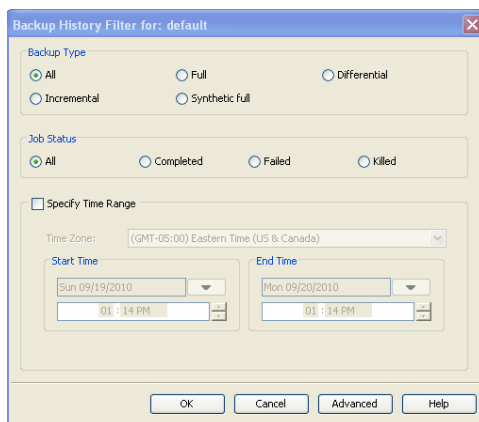 Backup History Filter for: default
Backup Type
All Full Differential
Incremental Synthetic full
Job Status
All Completed Failed Killed
Specify Time Range
Time Zone: (GMT-05:00) Eastern Time (US & Canada)
Start Time End Time
Sun 09/19/2010 Mon 09/20/2010
01 : 14 PM 01 : 14 PM
OK Cancel Advanced Help